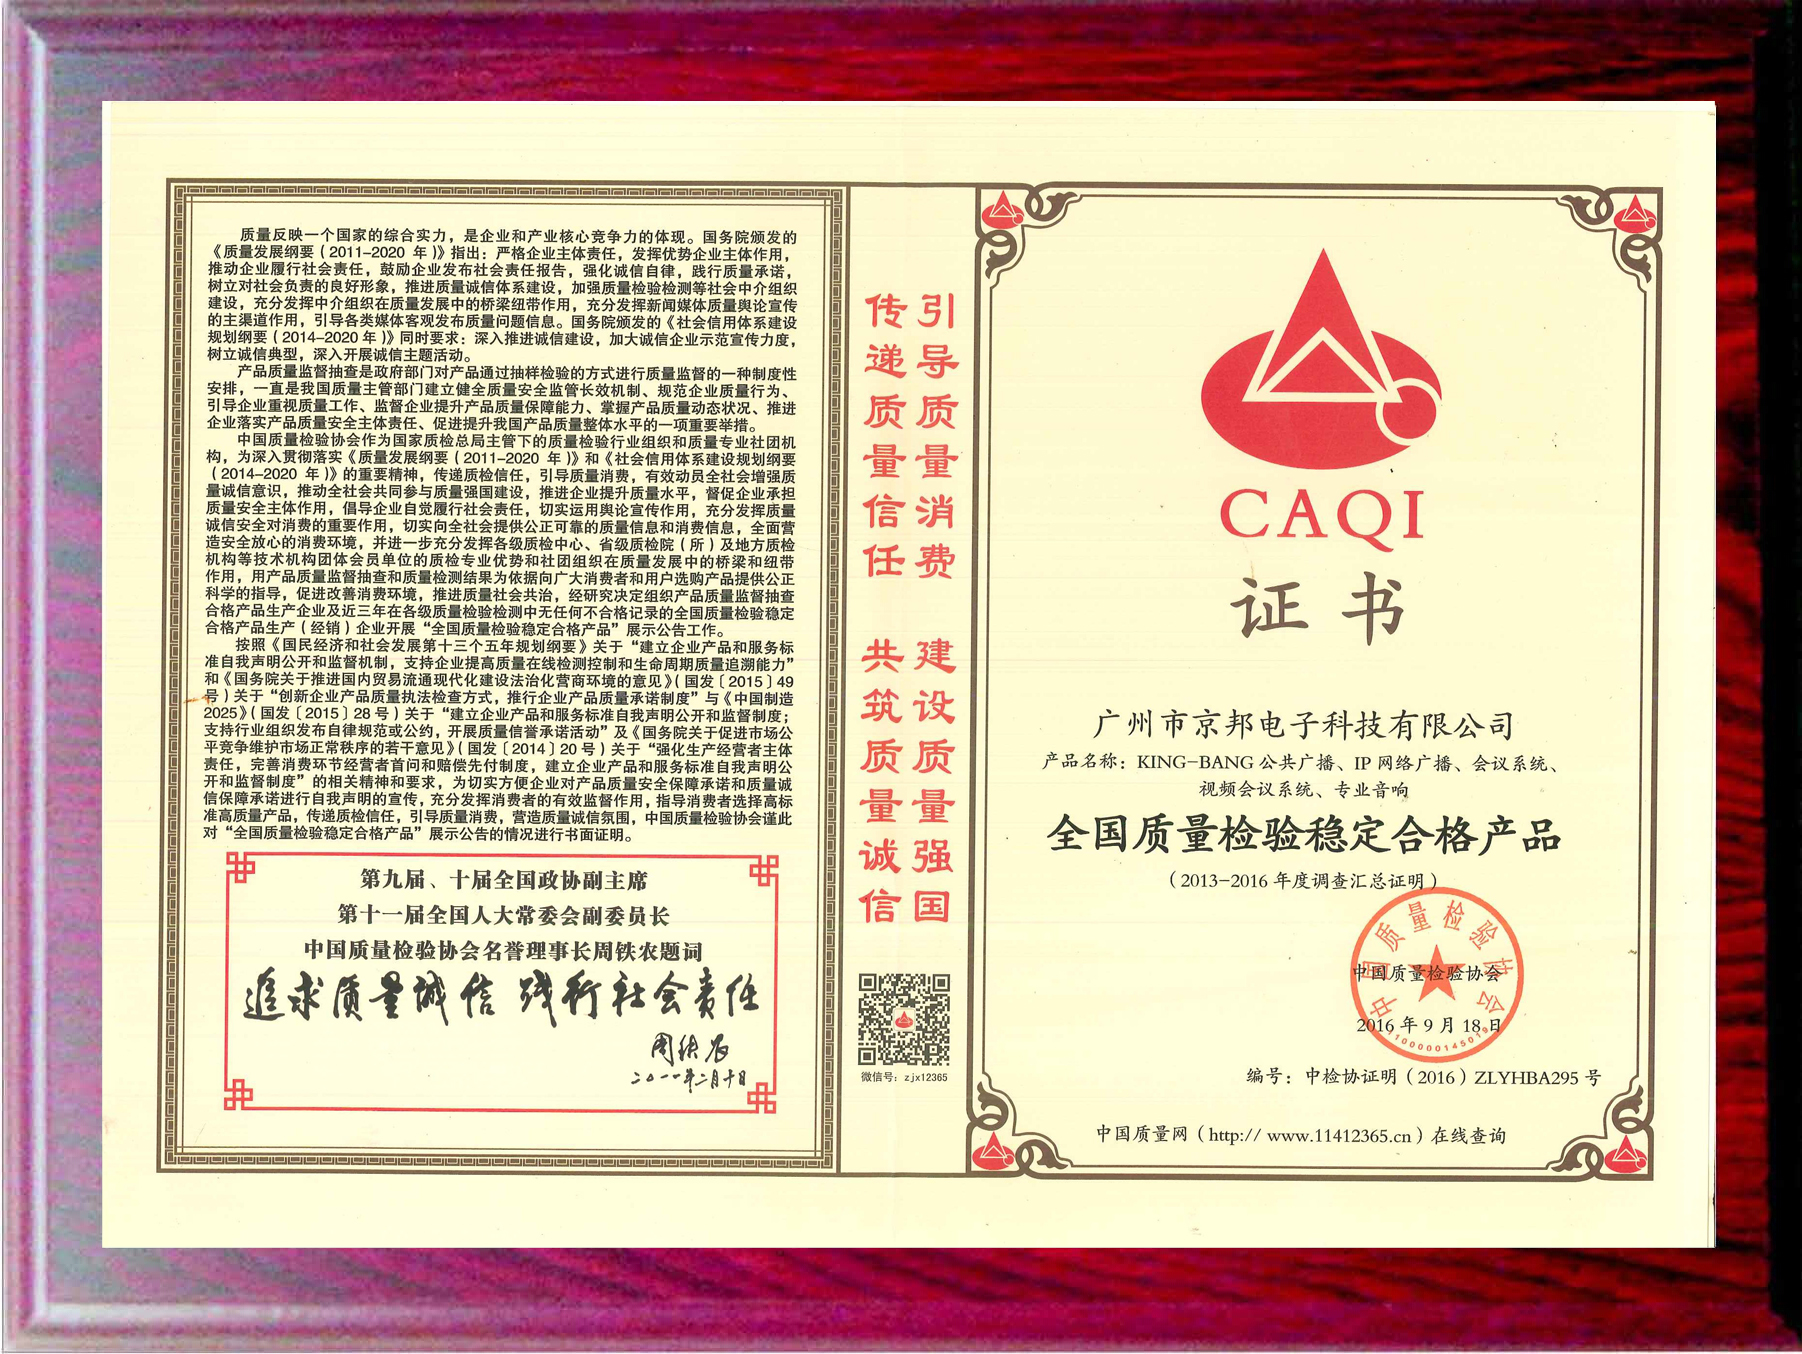 质量反映一个国家的综合实力，是企业和产业核心竞争力的体现。国务院颁发的
《质量发展纲要（2011-2020 年）》指出：严格企业主体责任，发挥优势企业主体作用，
推动企业履行社会责任，鼓励企业发布社会责任报告，强化诚信自律，践行质量承诺，
树立对社会负责的良好形象，推进质量诚信体系建设，加强质量检验检测等社会中介组织
建设，充分发挥中介组织在质量发展中的桥梁纽带作用，充分发挥新闻媒体质量舆论宣传
的主渠道作用，引导各类媒体客观发布质量问题信息。国务院颁发的《社会信用体系建设
规划纲要（2014-2020年）》同时要求：深入推进诚信建设，加大诚信企业示范宣传力度，
树立诚信典型，深入开展诚信主题活动。
产品质量监督抽查是政府部门对产品通过抽样检验的方式进行质量监督的一种制度性
安排，一直是我国质量主管部门建立健全质量安全监管长效机制、规范企业质量行为、
引导企业重视质量工作、监督企业提升产品质量保障能力、掌握产品质量动态状况、推进
企业落实产品质量安全主体责任、促进提升我国产品质量整体水平的一项重要举措。
中国质量检验协会作为国家质检总局主管下的质量检验行业组织和质量专业社团机
构，为深入贯彻落实《质量发展纲要（2011-2020 年）》和《社会信用体系建设规划纲要
（2014-2020 年）》的重要精神，传递质检信任，引导质量消费，有效动员全社会增强质
量诚信意识，推动全社会共同参与质量强国建设，推进企业提升质量水平，督促企业承担
质量安全主体作用，倡导企业自觉履行社会责任，切实运用舆论宣传作用，充分发挥质量
诚信安全对消费的重要作用，切实向全社会提供公正可靠的质量信息和消费信息，全面营
造安全放心的消费环境，并进一步充分发挥各级质检中心、省级质检院（所）及地方质检
机构等技术机构团体会员单位的质检专业优势和社团组织在质量发展中的桥梁和纽带
作用，用产品质量监督抽查和质量检测结果为依据向广大消费者和用户选购产品提供公正
科学的指导，促进改善消费环境，推进质量社会共治，经研究决定组织产品质量监督抽查
合格产品生产企业及近三年在各级质量检验检测中无任何不合格记录的全国质量检验稳定
合格产品生产（经销）企业开展“全国质量检验稳定合格产品”展示公告工作。
按照《国民经济和社会发展第十三个五年规划纲要》关于“建立企业产品和服务标
准自我声明公开和监督机制，支持企业提高质量在线检测控制和生命周期质量追溯能力”
和《国务院关于推进国内贸易流通现代化建设法治化营商环境的意见》（国发〔2015〕49
号）关于“创新企业产品质量执法检查方式，推行企业产品质量承诺制度”与《中国制造
2025》（国发〔2015〕28 号）关于“建立企业产品和服务标准自我声明公开和监督制度；
支持行业组织发布自律规范或公约，开展质量信誉承诺活动”及《国务院关于促进市场公
平竞争维护市场正常秩序的若干意见》（国发〔2014〕20 号）关于“强化生产经营者主体
责任，完善消费环节经营者首问和赔偿先付制度，建立企业产品和服务标准自我声明公
开和监督制度”的相关精神和要求，为切实方便企业对产品质量安全保障承诺和质量诚
信保障承诺进行自我声明的宣传，充分发挥消费者的有效监督作用，指导消费者选择高标
准高质量产品，传递质检信任，引导质量消费，营造质量诚信氛围，中国质量检验协会谨此
对“全国质量检验稳定合格产品”展示公告的情况进行书面证明。
第九届、十届全国政协副主席
第十一届全国人大常委会副委员长
中国质量检验协会名誉理事长周铁农题词
追求质量诚信 践行社会责任
周铁农
二〇一一年二月十日
引导质量消费 建设质量强国
传递质量信任 共筑质量诚信
微信号：zjx12365
CAQI
证书
广州市京邦电子科技有限公司
产品名称：KING-BANG 公共广播、IP 网络广播、会议系统、
视频会议系统、专业音响
全国质量检验稳定合格产品
（2013-2016 年度调查汇总证明）
中国质量检验协会
中国质量检验协会
2016 年 9 月 18 日
1100000145019
编号：中检协证明（2016）ZLYHBA295 号
中国质量网（http:// www.11412365.cn）在线查询